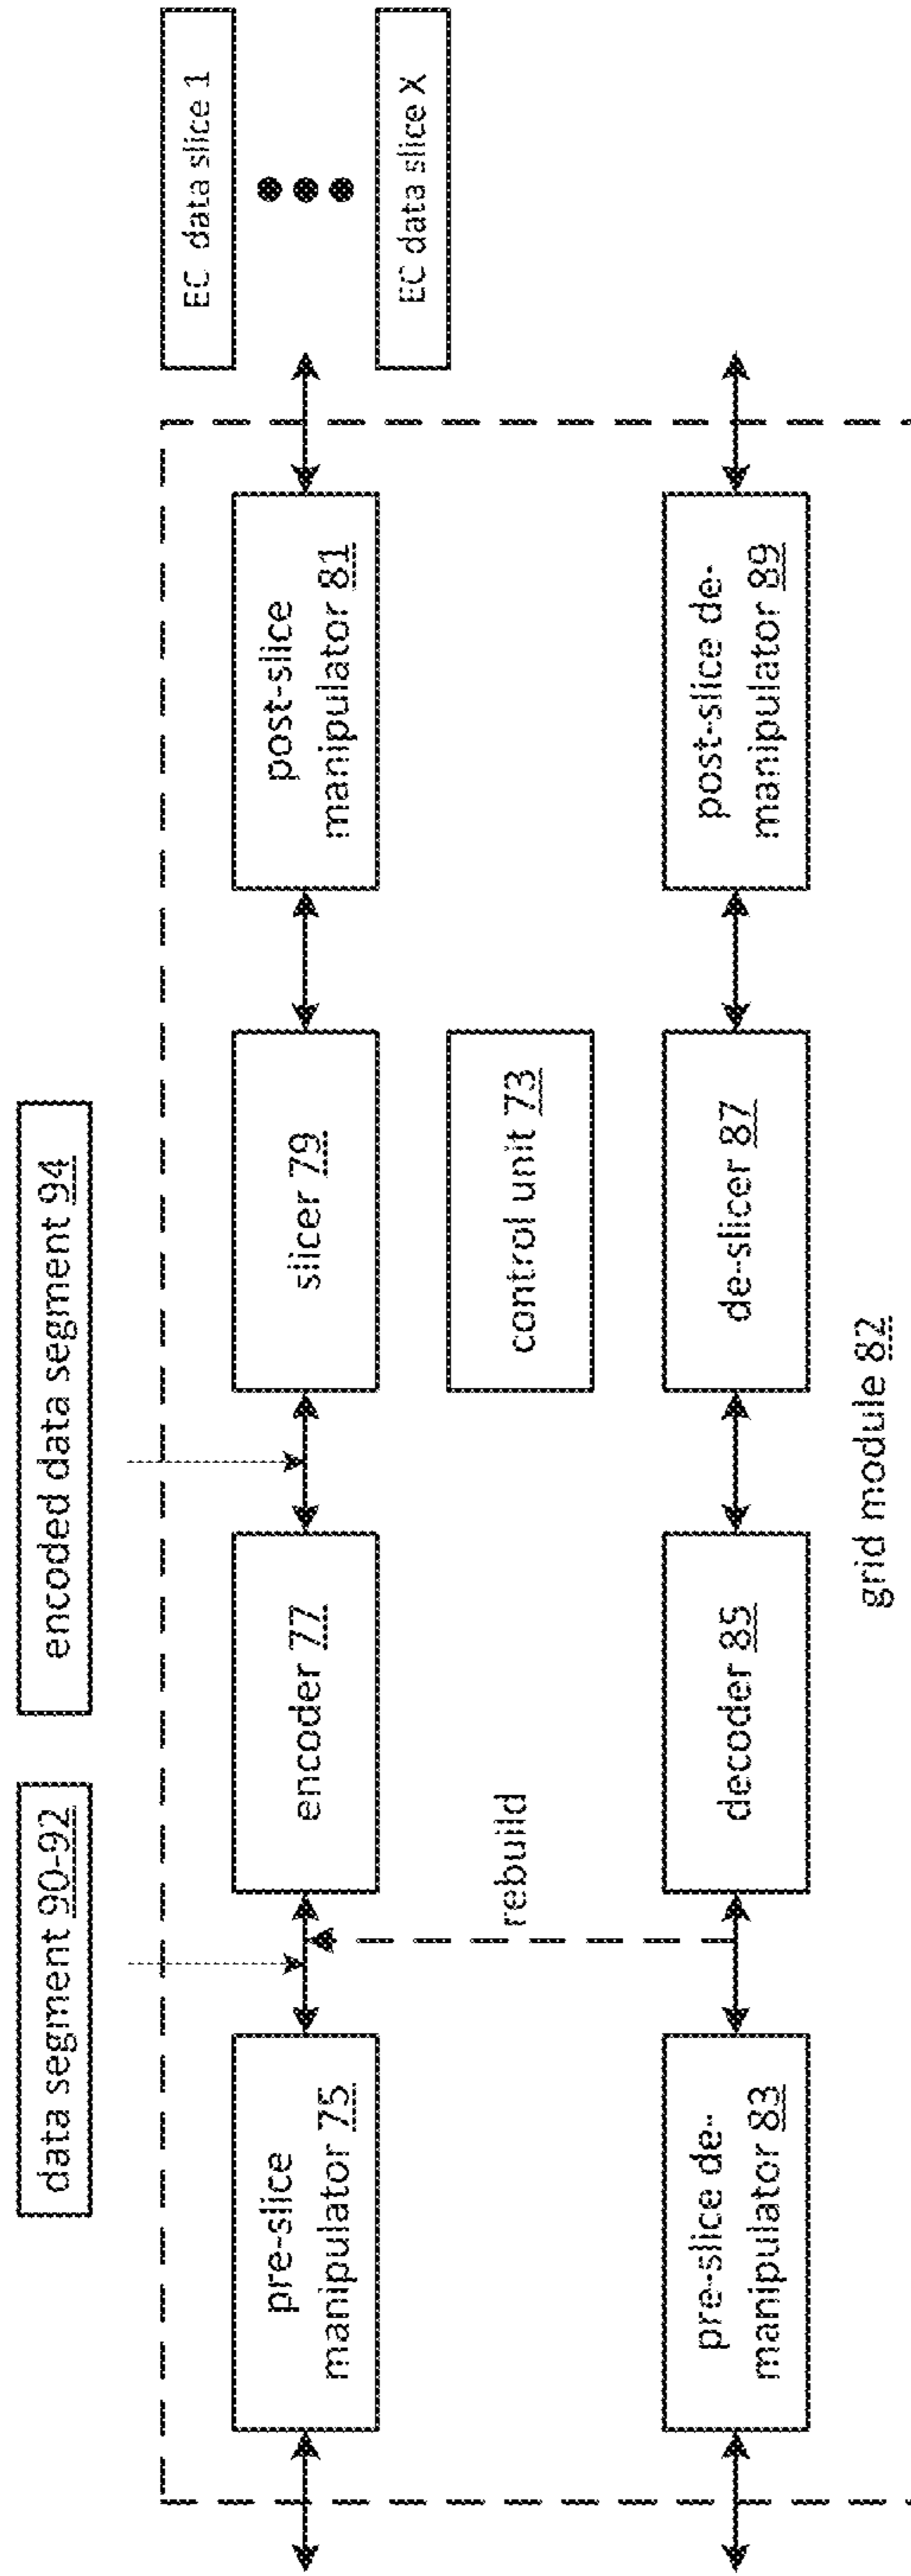 data segment 90-92
encoded data segment 94
EC data slice 1
EC data slice X
pre-slice
manipulator 75
encoder 77
slicer 79
post-slice
manipulator 81
rebuild
control unit 73
pre-slice de-
manipulator 83
decoder 85
de-slicer 87
post-slice de-
manipulator 89
grid module 82